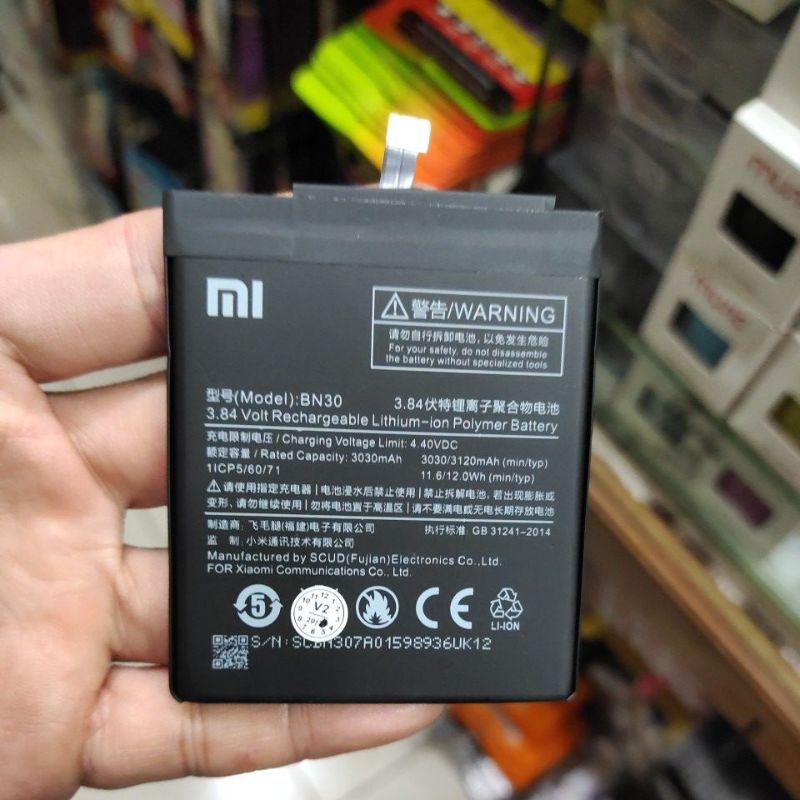 mi
警告/WARNING
请勿自行拆卸电池,以免发生危险
For your safety, do not disassemble
the battery without specialized tools
型号(Model):BN30
3.84伏特锂离子聚合物电池
3.84 Volt Rechargeable Lithium-ion Polymer Battery
充电限制电压 / Charging Voltage Limit: 4.40VDC
额定容量 / Rated Capacity: 3030mAh 3030/3120mAh (min/typ)
1ICP5/60/71 11.6/12.0Wh (min/typ)
请使用指定充电器 | 电池浸水后禁止使用 | 禁止拆解电池, 若出现膨胀或
变形、请勿继续使用 | 勿将电池置于高温区 | 请不要满电或无电长期存放电池
制造商: 飞毛腿(福建)电子有限公司 执行标准: GB 31241-2014
监 制: 小米通讯技术有限公司
Manufactured by SCUD(Fujian)Electronics Co.,Ltd.
FOR Xiaomi Communications Co., Ltd.
5
V2
CE
LI-ION
S/N: SCBA307A01598936UK12